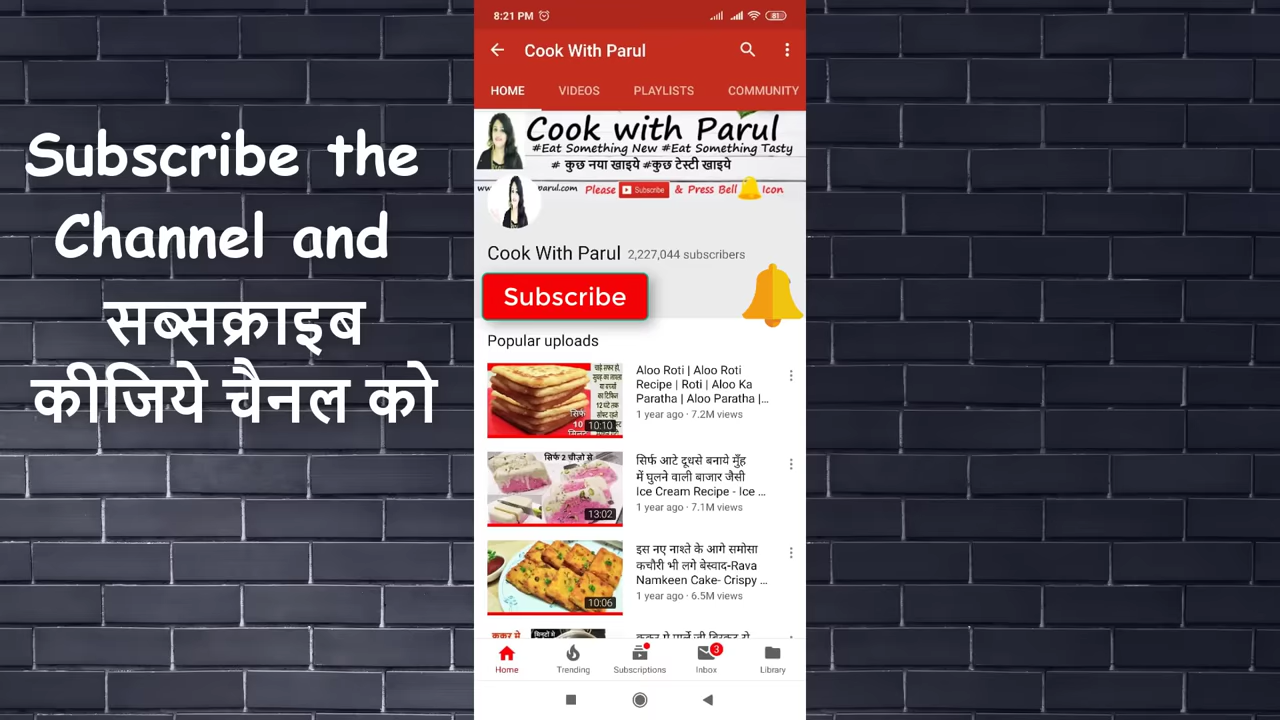 Subscribe the
Channel and
सब्सक्राइब
कीजिये चैनल को
8:21 PM
81
Cook With Parul
HOME VIDEOS PLAYLISTS COMMUNITY
Cook with Parul
#Eat Something New #Eat Something Tasty
# कुछ नया खाइये #कुछ टेस्टी खाइये
Please Subscribe & Press Bell Icon
Cook With Parul 2,227,044 subscribers
Subscribe
Popular uploads
Aloo Roti | Aloo Roti
Recipe | Roti | Aloo Ka
Paratha | Aloo Paratha |...
1 year ago · 7.2M views
सिर्फ
10
10:10
सिर्फ 2 चीज़ो से
13:02
सिर्फ आटे दूधसे बनाये मुँह
में घुलने वाली बाजार जैसी
Ice Cream Recipe - Ice ...
1 year ago · 7.1M views
10:06
इस नए नाश्ते के आगे समोसा
कचौरी भी लगे बेस्वाद-Rava
Namkeen Cake- Crispy ...
1 year ago · 6.5M views
3
Home Trending Subscriptions Inbox Library